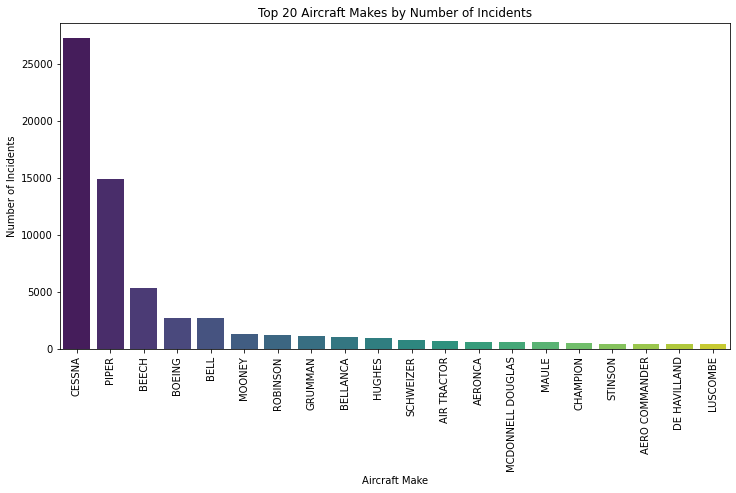 Top 20 Aircraft Makes by Number of Incidents
Number of Incidents
25000
20000
15000
10000
5000
0
CESSNA
PIPER
BEECH
BOEING
BELL
MOONEY
ROBINSON
GRUMMAN
BELLANCA
HUGHES
SCHWEIZER
AIR TRACTOR
AERONCA
MCDONNELL DOUGLAS
MAULE
CHAMPION
STINSON
AERO COMMANDER
DE HAVILLAND
LUSCOMBE
Aircraft Make